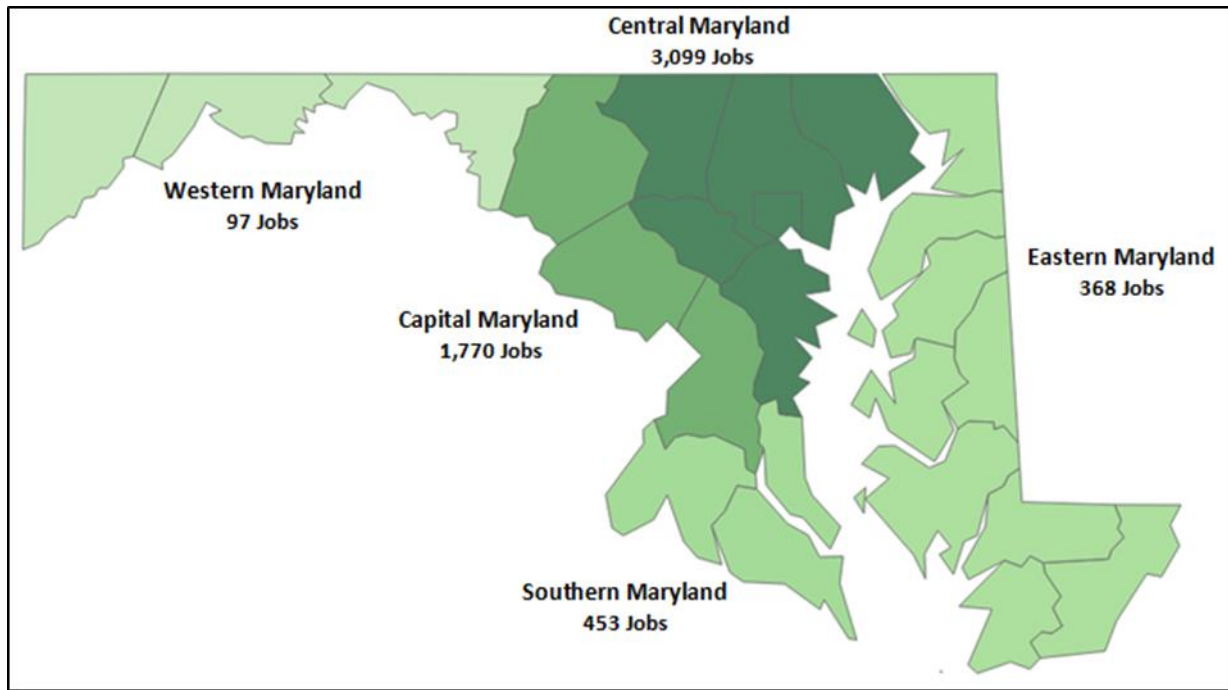 Central Maryland
3,099 Jobs
Western Maryland
97 Jobs
Eastern Maryland
368 Jobs
Capital Maryland
1,770 Jobs
Southern Maryland
453 Jobs